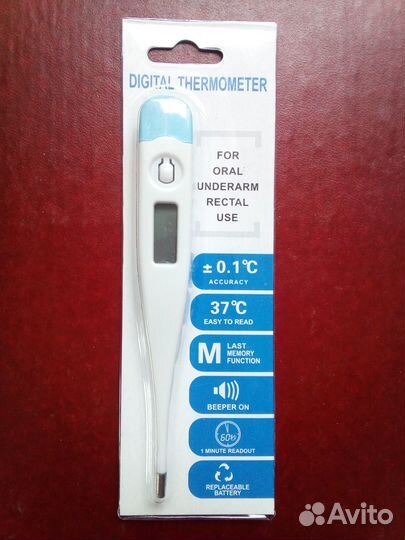 DIGITAL THERMOMETER
FOR
ORAL
UNDERARM
RECTAL
USE
± 0.1℃
ACCURACY
37℃
EASY TO READ
M LAST
MEMORY
FUNCTION
BEEPER ON
60
1 MINUTE READOUT
REPLACEABLE
BATTERY
Avito